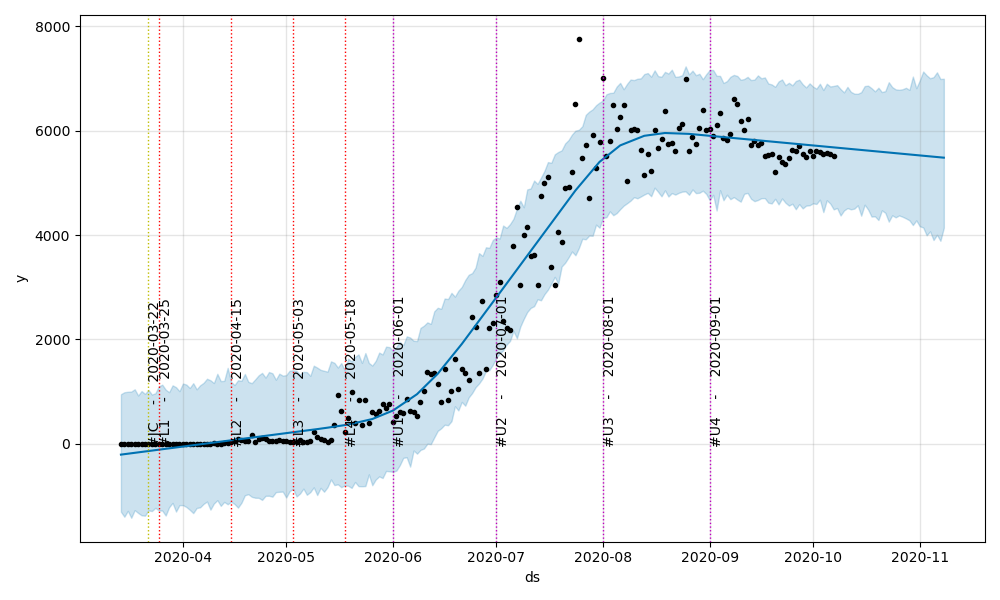 8000
6000
4000
2000
0
y
#JC - 2020-03-22
#L1 - 2020-03-25
#L2 - 2020-04-15
#L3 - 2020-05-03
#L4 - 2020-05-18
#U1 - 2020-06-01
#U2 - 2020-07-01
#U3 - 2020-08-01
#U4 - 2020-09-01
2020-04
2020-05
2020-06
2020-07
2020-08
2020-09
2020-10
2020-11
ds